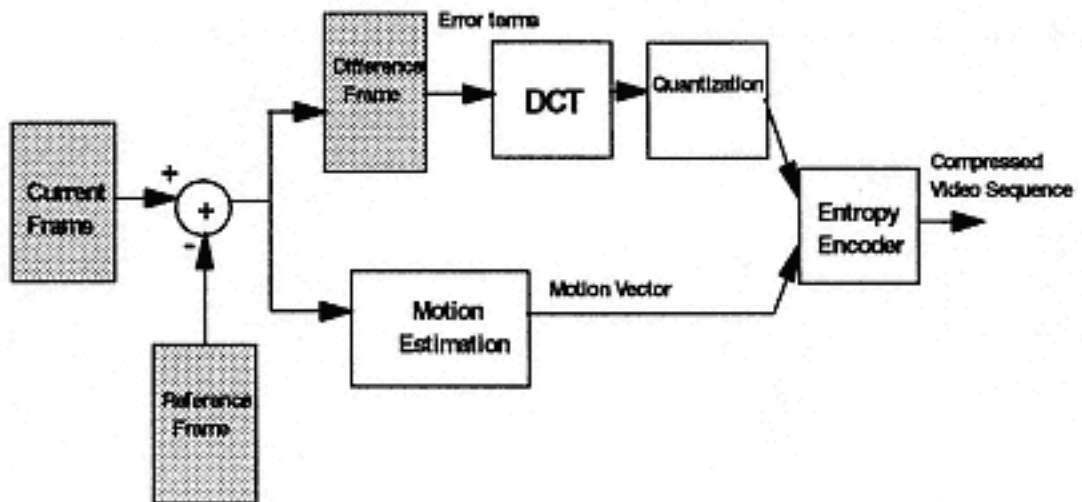 Error terms
Difference
Frame
DCT
Quantization
Current
Frame
+
+
-
Entropy
Encoder
Compressed
Video Sequence
Motion
Estimation
Motion Vector
Reference
Frame